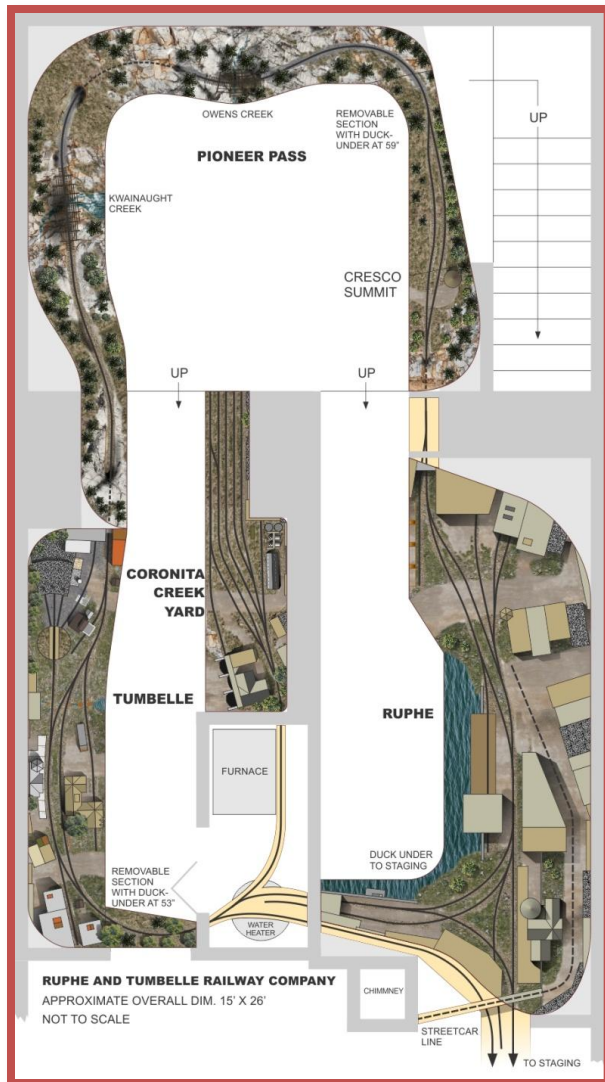 OWENS CREEK
REMOVABLE
SECTION
WITH DUCK-
UNDER AT 59"
UP
PIONEER PASS
KWAINAUGHT
CREEK
CRESCO
SUMMIT
UP
UP
CORONITA
CREEK
YARD
TUMBELLE
RUPHE
FURNACE
DUCK UNDER
TO STAGING
REMOVABLE
SECTION
WITH DUCK-
UNDER AT 53"
WATER
HEATER
RUPHE AND TUMBELLE RAILWAY COMPANY
APPROXIMATE OVERALL DIM. 15' X 26'
NOT TO SCALE
CHIMMNEY
STREETCAR
LINE
TO STAGING